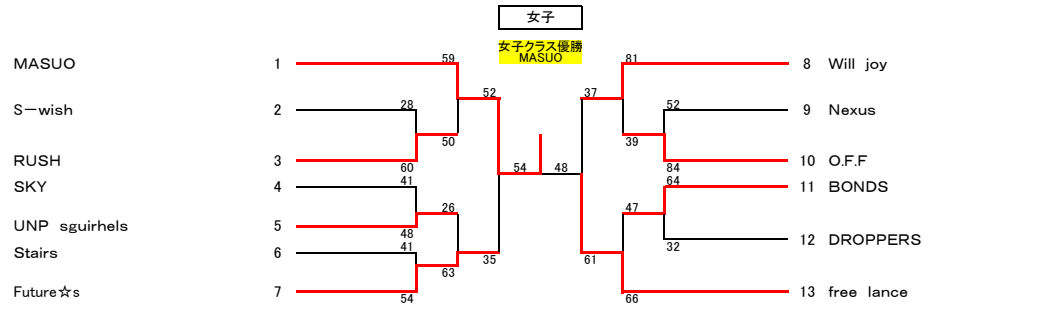 女子
女子クラス優勝
MASUO
MASUO 1 59 81 8 Will joy
52 37
S－wish 2 28 52 9 Nexus
50 39
RUSH 3 60 84 10 O.F.F
54 48
SKY 4 41 64 11 BONDS
26 47
UNP sguirhels 5 48
41 32 12 DROPPERS
Stairs 6 35 61
63
Future☆s 7 54 66 13 free lance